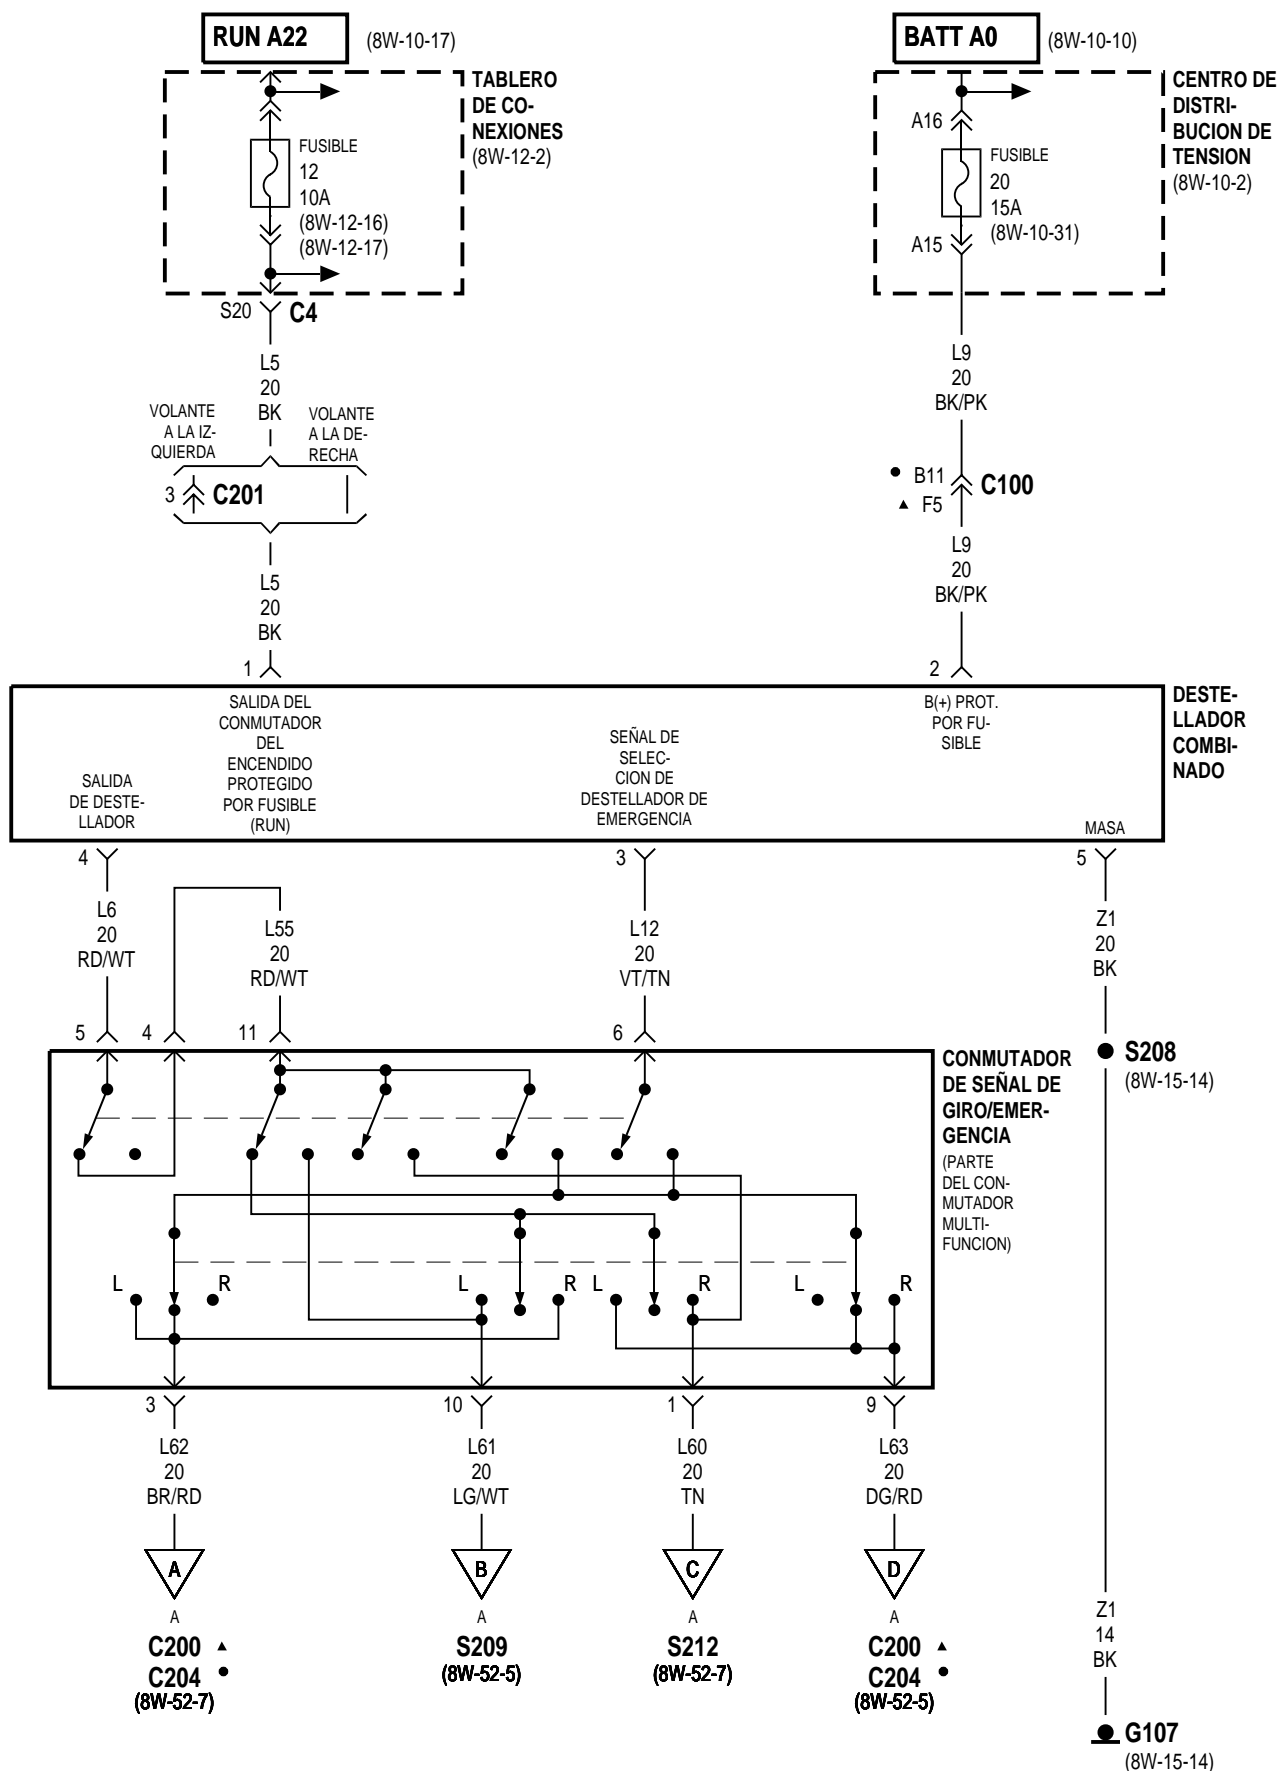 RUN A22
(8W-10-17)
BATT A0
(8W-10-10)
TABLERO
DE CO-
NEXIONES
(8W-12-2)
FUSIBLE
12
10A
(8W-12-16)
(8W-12-17)
S20
C4
CENTRO DE
DISTRI-
BUCION DE
TENSION
(8W-10-2)
A16
FUSIBLE
20
15A
(8W-10-31)
A15
L5
20
BK
VOLANTE
A LA IZ-
QUIERDA
VOLANTE
A LA DE-
RECHA
3
C201
L5
20
BK
1
L9
20
BK/PK
B11
F5
C100
L9
20
BK/PK
2
SALIDA
DE DESTE-
LLADOR
SALIDA DEL
CONMUTADOR
DEL
ENCENDIDO
PROTEGIDO
POR FUSIBLE
(RUN)
SEÑAL DE
SELEC-
CION DE
DESTELLADOR DE
EMERGENCIA
B(+) PROT.
POR FU-
SIBLE
MASA
DESTE-
LLADOR
COMBI-
NADO
4
3
5
L6
20
RD/WT
L55
20
RD/WT
L12
20
VT/TN
Z1
20
BK
5
4
11
6
S208
(8W-15-14)
CONMUTADOR
DE SEÑAL DE
GIRO/EMER-
GENCIA
(PARTE
DEL CON-
MUTADOR
MULTI-
FUNCION)
L
R
L
R
L
R
L
R
3
10
1
9
L62
20
BR/RD
L61
20
LG/WT
L60
20
TN
L63
20
DG/RD
A
B
C
D
A
A
A
A
C200
C204
(8W-52-7)
S209
(8W-52-5)
S212
(8W-52-7)
C200
C204
(8W-52-5)
Z1
14
BK
G107
(8W-15-14)